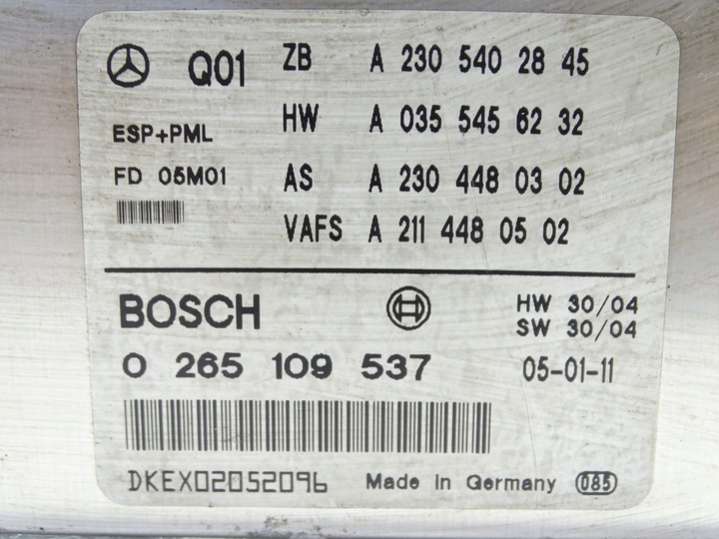 Q01 ZB A 230 540 28 45
HW A 035 545 62 32
ESP+PML
FD 05M01 AS A 230 448 03 02
VAFS A 211 448 05 02
BOSCH HW 30/04
SW 30/04
0 265 109 537 05-01-11
DKEX02052096 Made in Germany 085